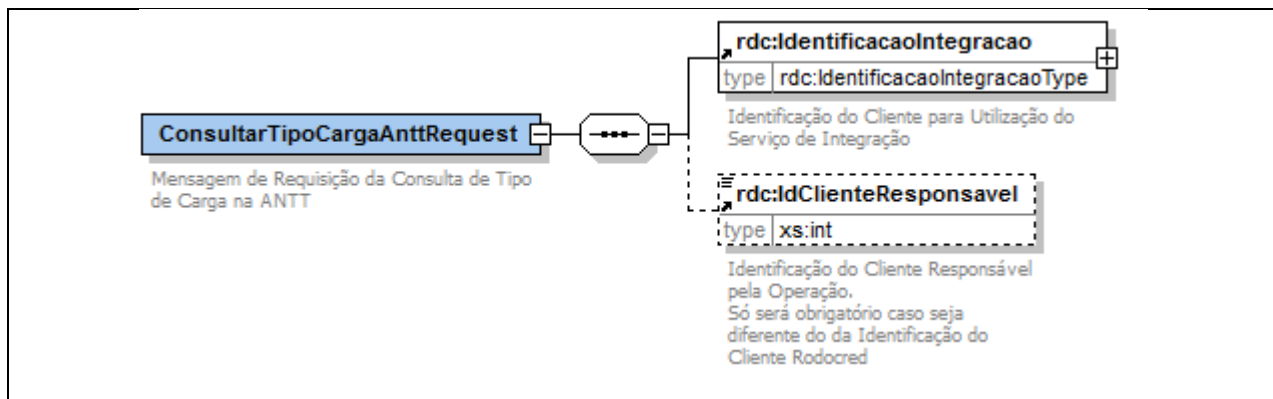 rdc:IdentificacaoIntegracao
type rdc:IdentificacaoIntegracaoType
Identificação do Cliente para Utilização do
Serviço de Integração
ConsultarTipoCargaAnttRequest
Mensagem de Requisição da Consulta de Tipo
de Carga na ANTT
rdc:IdClienteResponsavel
type xs:int
Identificação do Cliente Responsável
pela Operação.
Só será obrigatório caso seja
diferente do da Identificação do
Cliente Rodocred